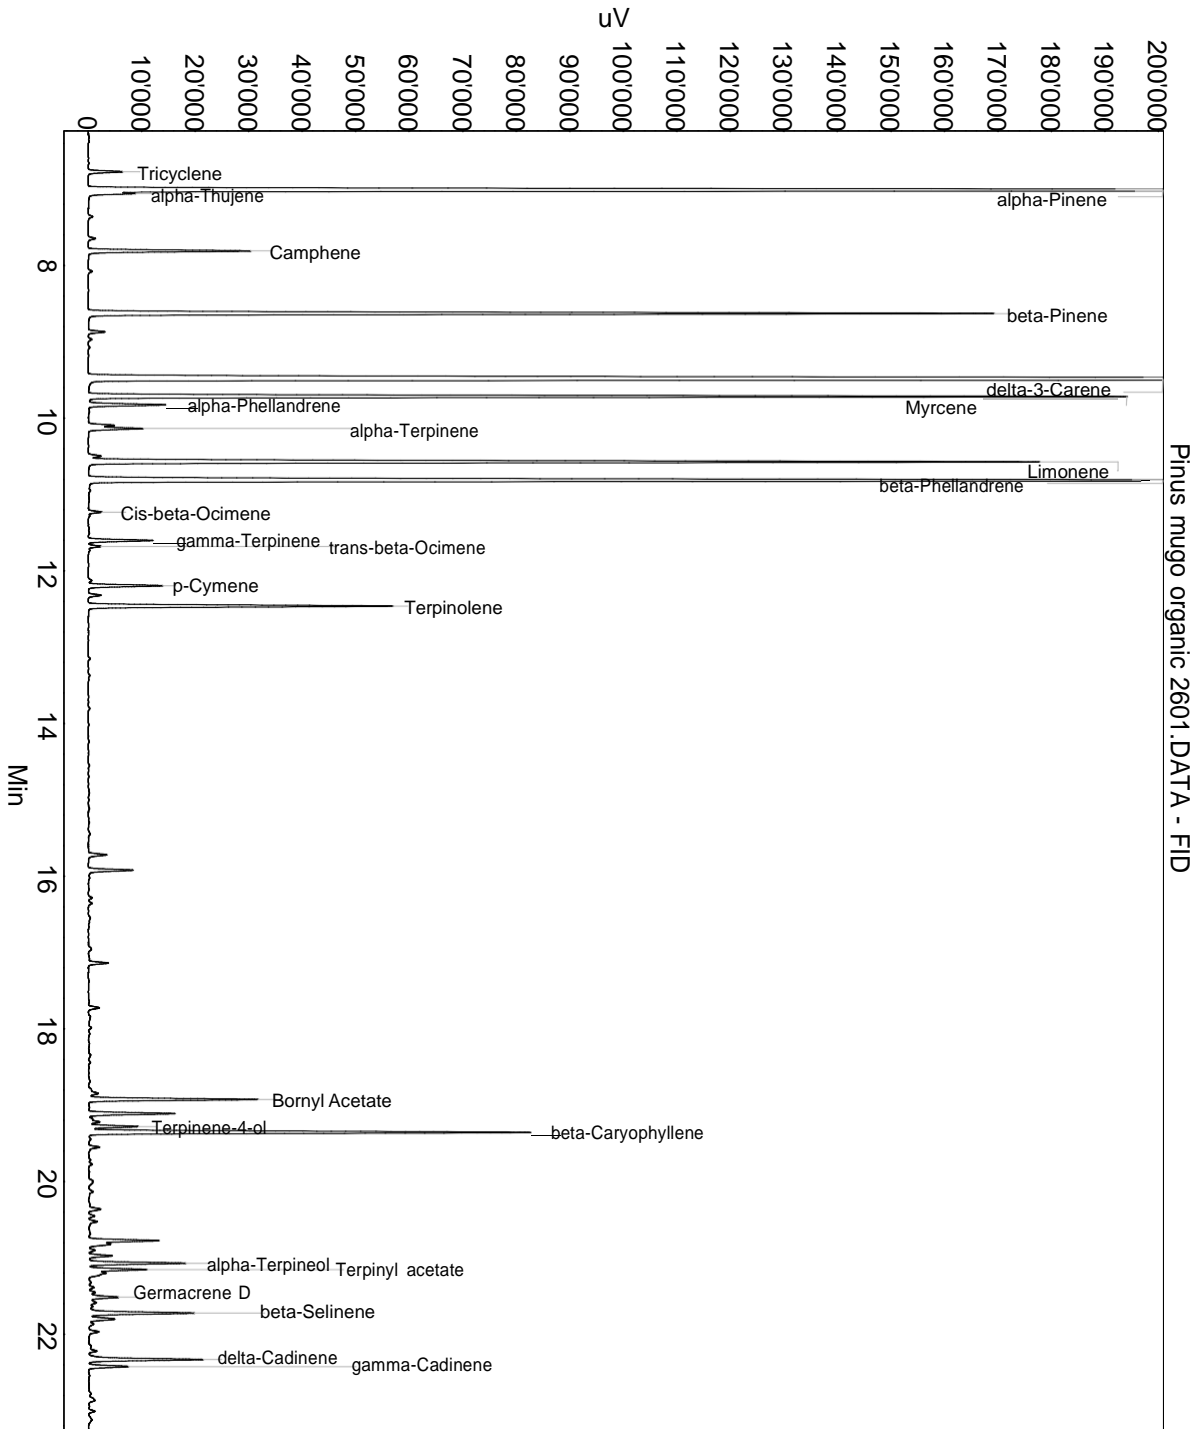 uV
200'000
190'000
180'000
170'000
160'000
150'000
140'000
130'000
120'000
110'000
100'000
90'000
80'000
70'000
60'000
50'000
40'000
30'000
20'000
10'000
0
Pinus mugo organic 2601.DATA - FID
Tricyclene
alpha-Thujene
alpha-Pinene
Camphene
8
beta-Pinene
delta-3-Carene
alpha-Phellandrene
Myrcene
10
alpha-Terpinene
Limonene
beta-Phellandrene
Cis-beta-Ocimene
gamma-Terpinene
trans-beta-Ocimene
12
p-Cymene
Terpinolene
14
Min
16
18
Bornyl Acetate
Terpinene-4-ol
beta-Caryophyllene
20
alpha-Terpineol
Terpinyl acetate
Germacrene D
beta-Selinene
22
delta-Cadinene
gamma-Cadinene